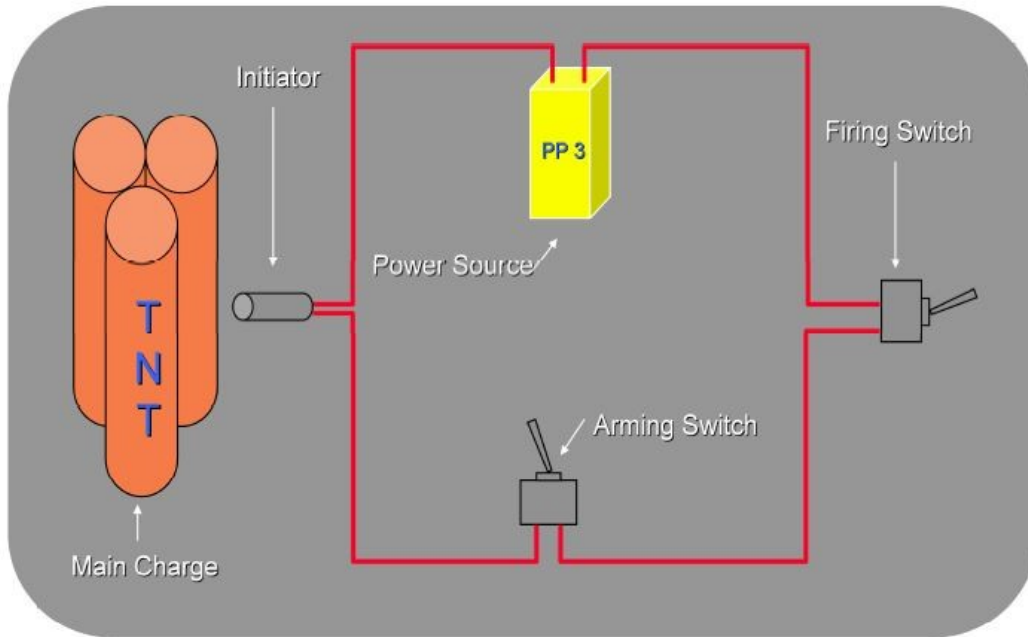 Initiator
PP 3
Firing Switch
Power Source
T
N
T
Arming Switch
Main Charge